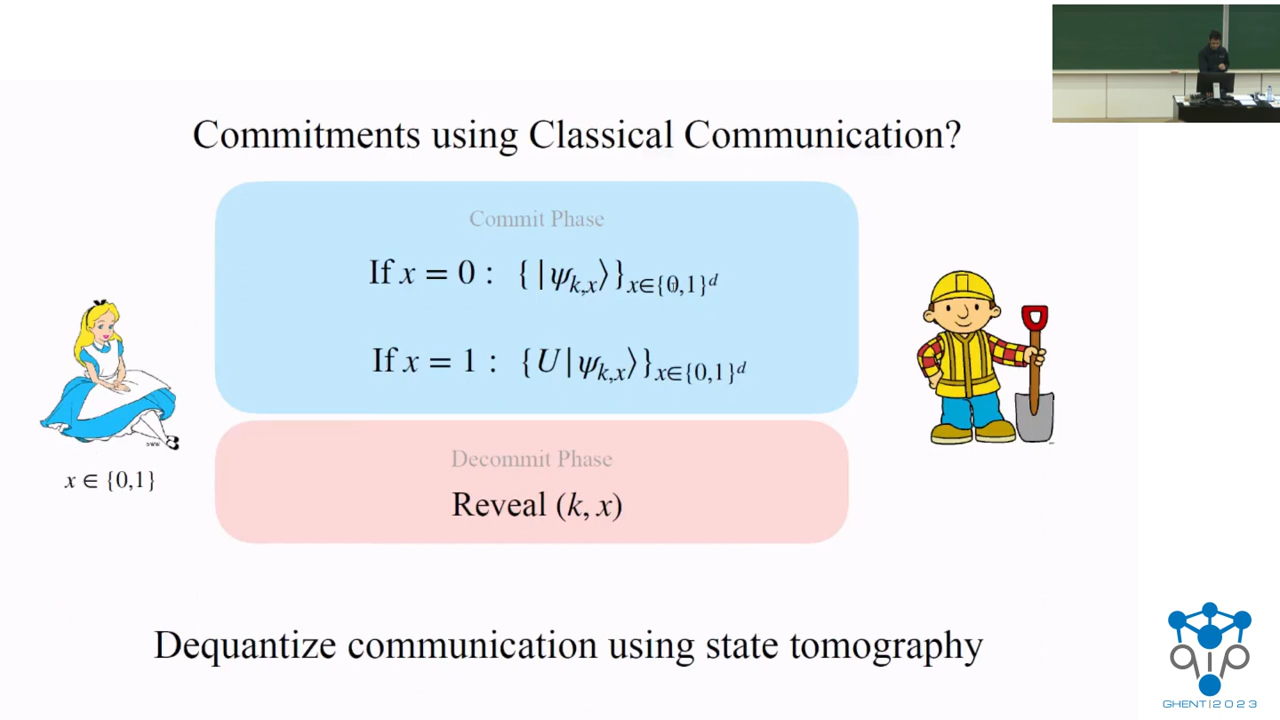 Commitments using Classical Communication?
Commit Phase
If x = 0 : { |ψ_{k,x}⟩ }_{x∈{0,1}^d}
If x = 1 : { U|ψ_{k,x}⟩ }_{x∈{0,1}^d}
x ∈ {0,1}
Decommit Phase
Reveal (k, x)
Dequantize communication using state tomography
qip
GHENT|2023